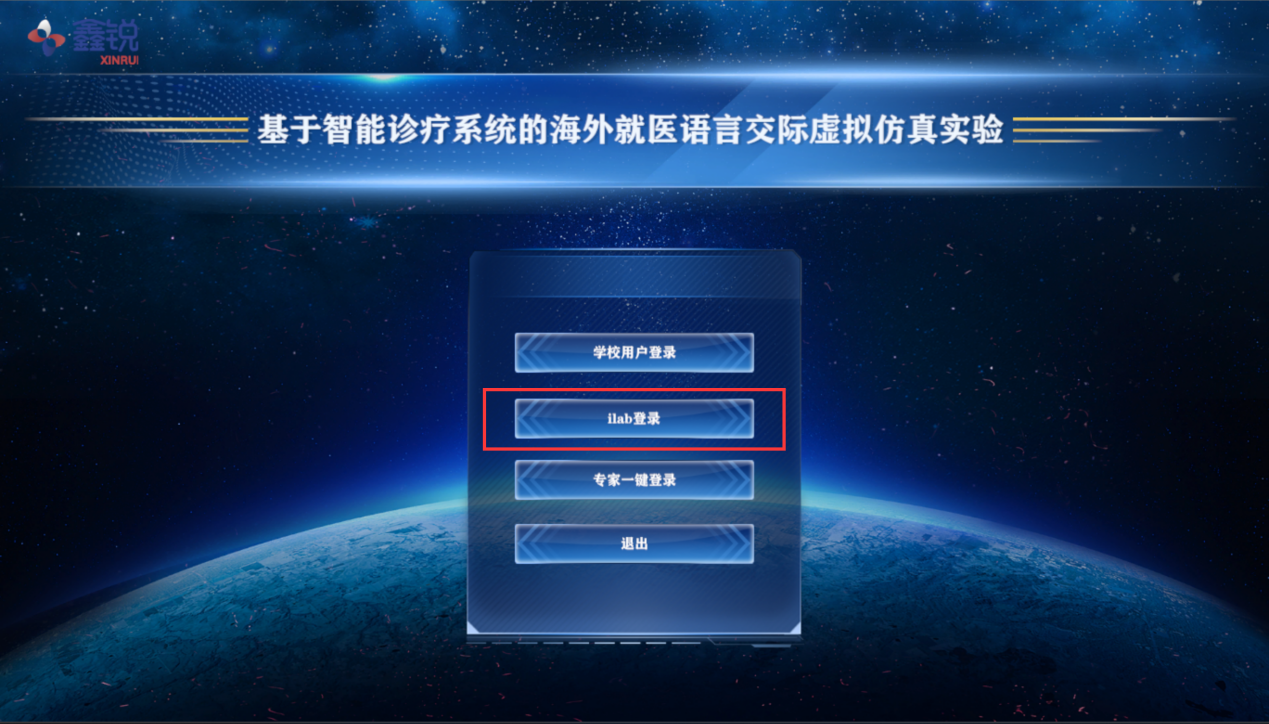 鑫锐
XINRUI
基于智能诊疗系统的海外就医语言交际虚拟仿真实验
学校用户登录
ilab登录
专家一键登录
退出